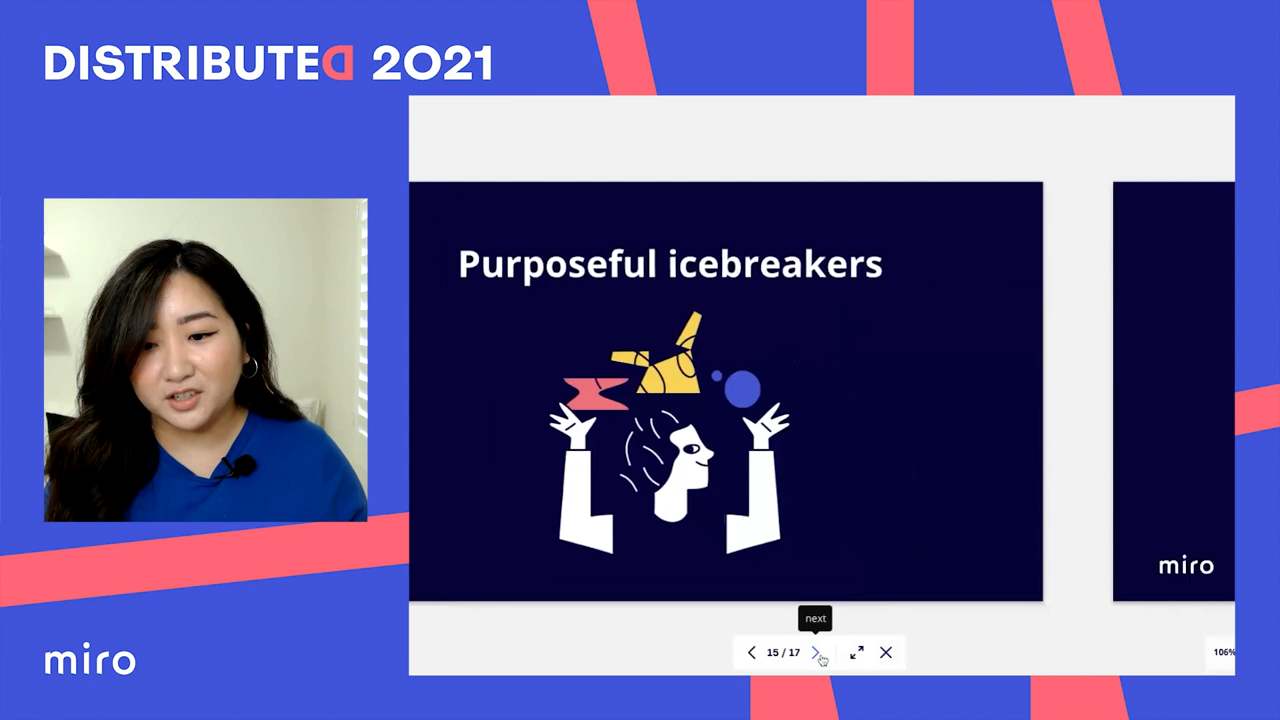 DISTRIBUTED 2021
Purposeful icebreakers
miro
next
15 / 17
106%
miro